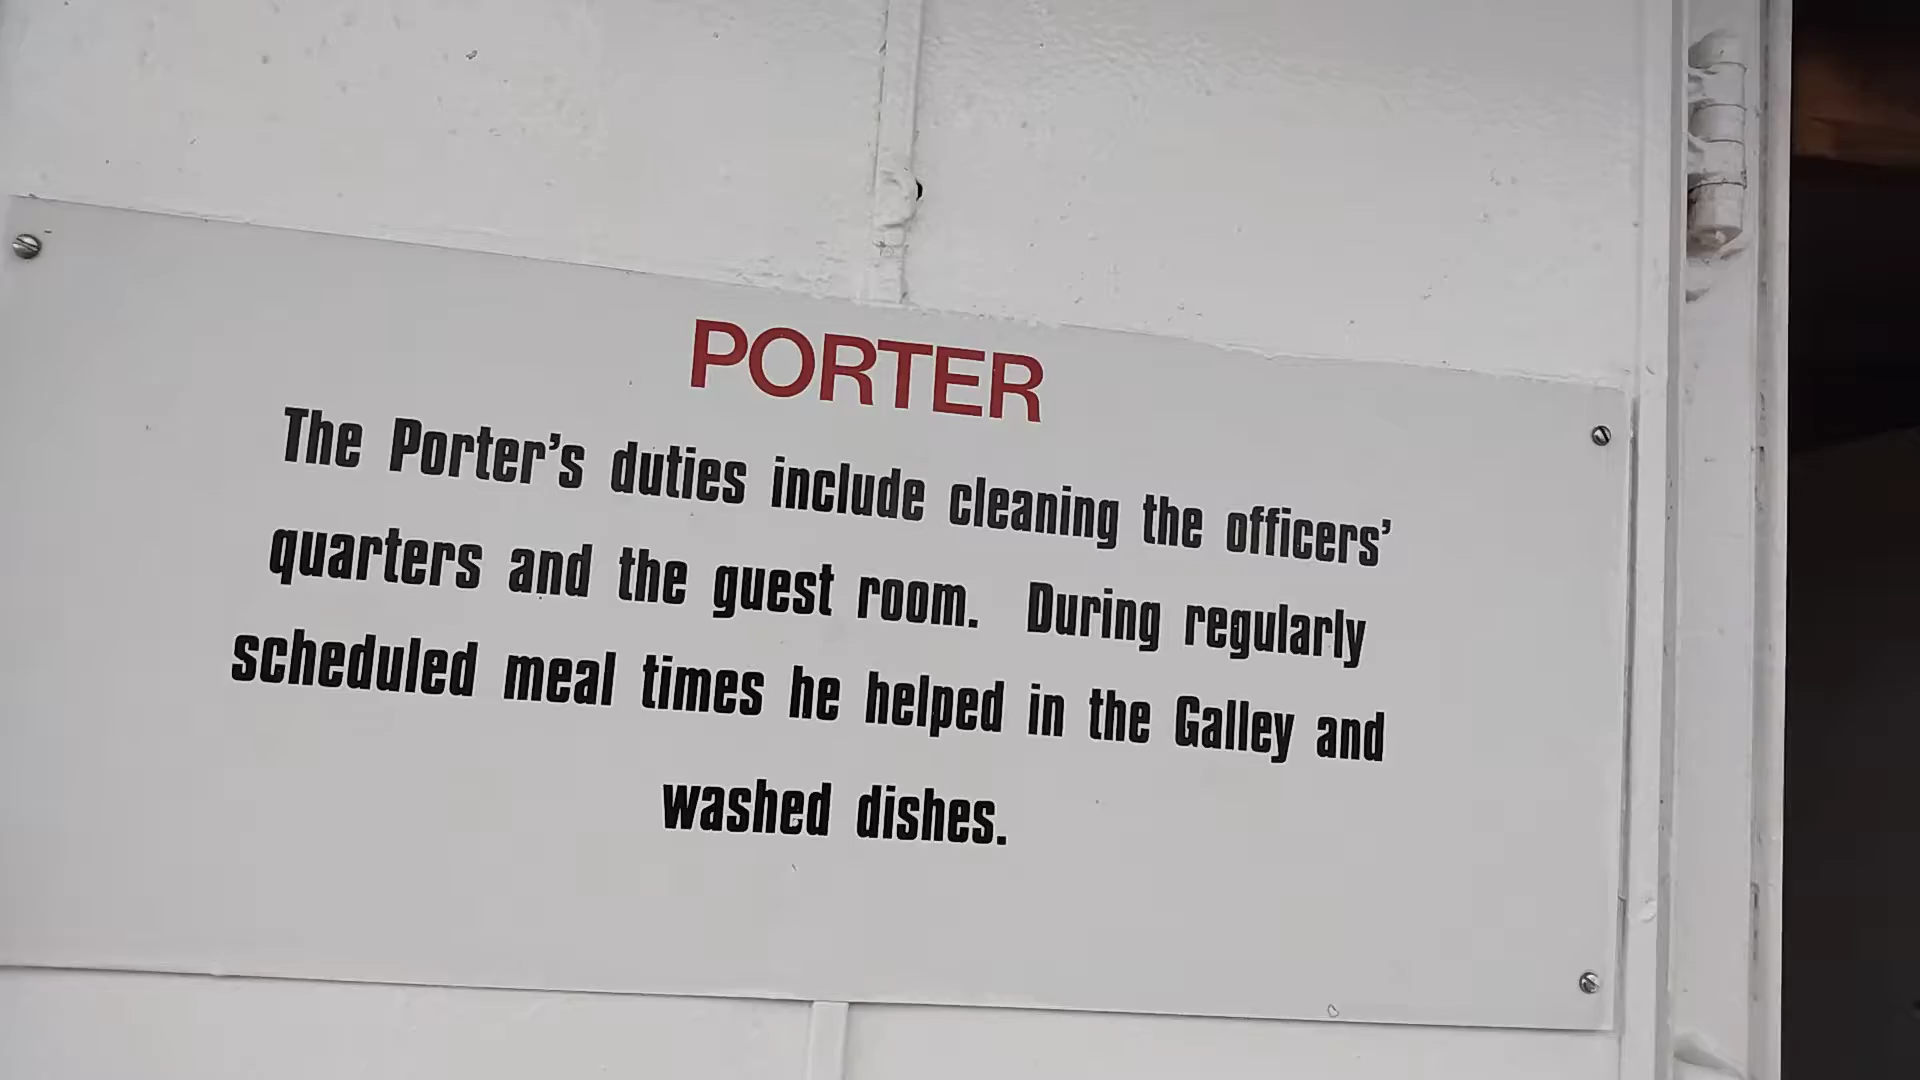 PORTER
The Porter’s duties include cleaning the officers’
quarters and the guest room.  During regularly
scheduled meal times he helped in the Galley and
washed dishes.